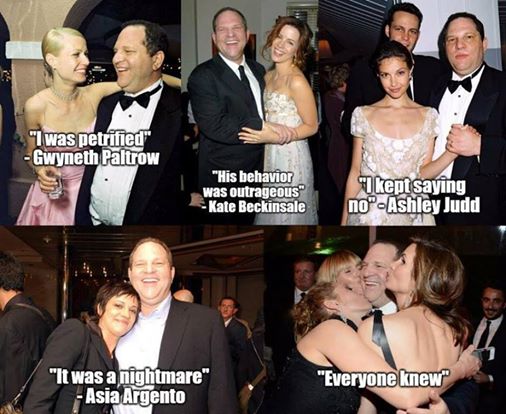 "I was petrified"
- Gwyneth Paltrow
"His behavior
was outrageous"
- Kate Beckinsale
"I kept saying
no" - Ashley Judd
"It was a nightmare"
- Asia Argento
"Everyone knew"